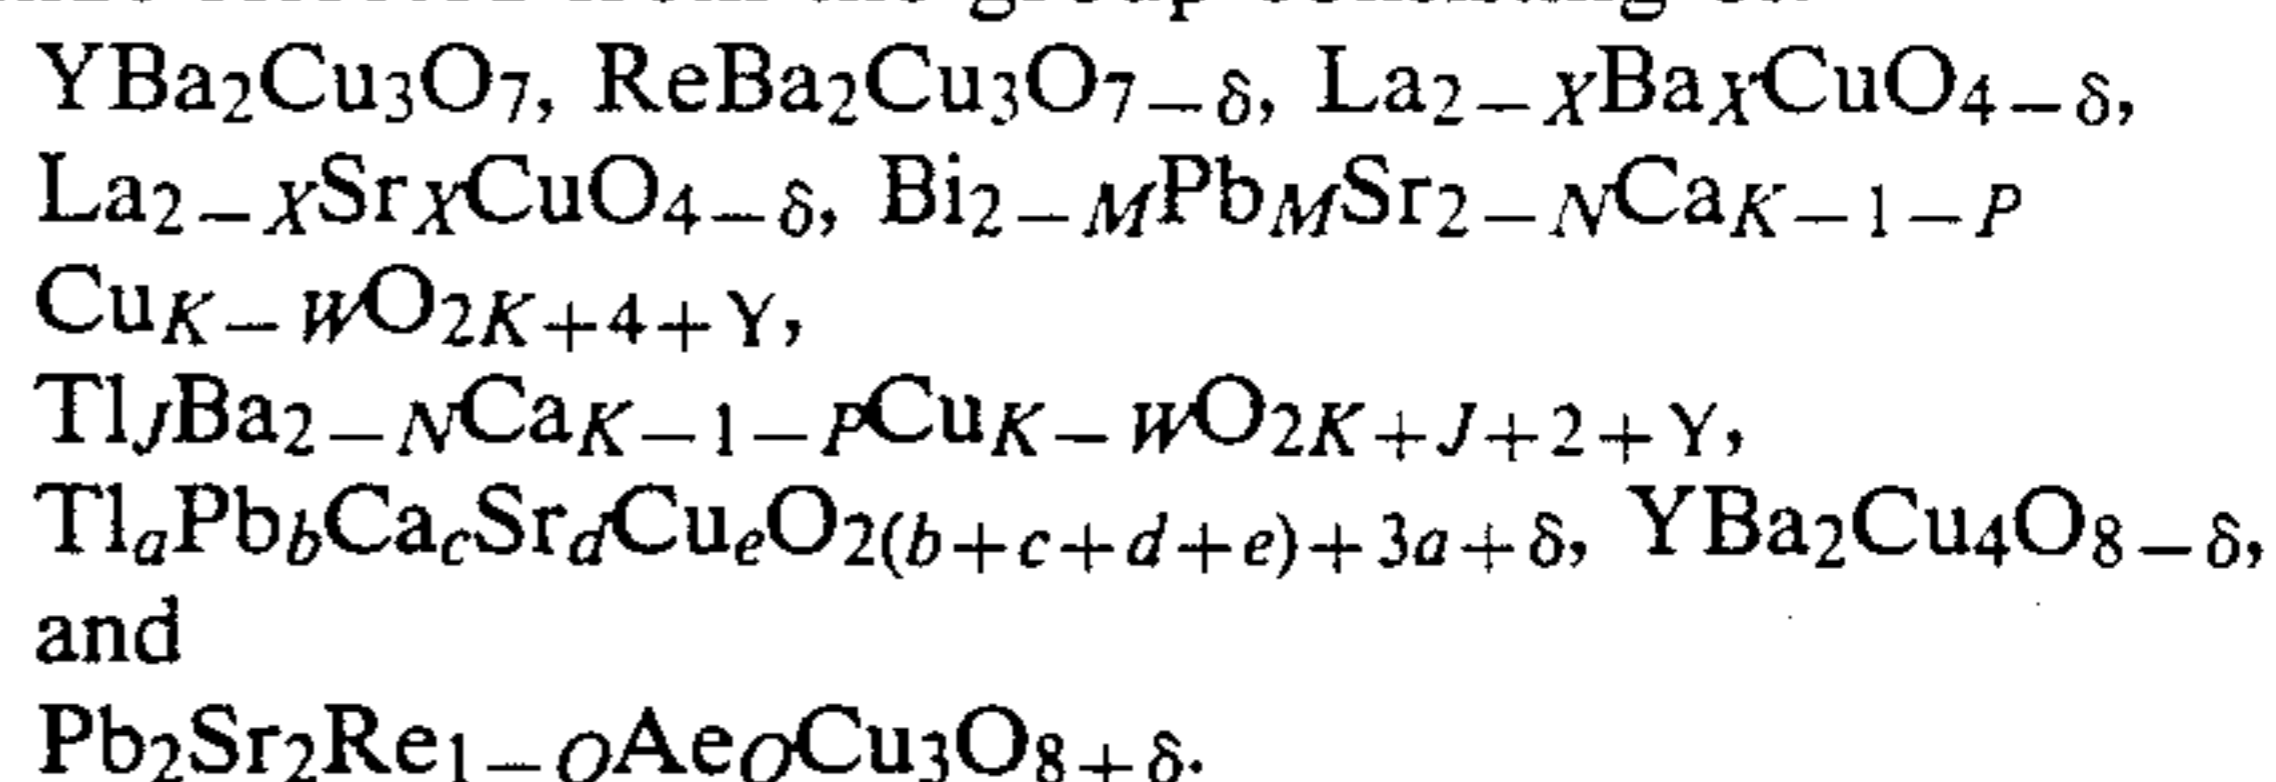 YBa₂Cu₃O₇, ReBa₂Cu₃O₇₋δ, La₂₋XBaXCuO₄₋δ,
La₂₋XSrXCuO₄₋δ, Bi₂₋MPbMSr₂₋NCaK₋₁₋P
CuK₋WO₂K₊₄₊Y,
TlJBa₂₋NCaK₋₁₋PCuK₋WO₂K₊J₊₂₊Y,
TlaPbbCacSrdCueO₂(b+c+d+e)+3a+δ, YBa₂Cu₄O₈₋δ,
and
Pb₂Sr₂Re₁₋OAeOCu₃O₈₊δ.